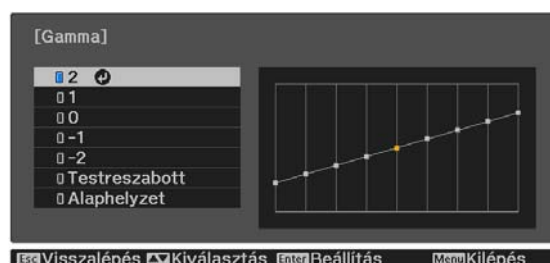 [Gamma]
2
1
0
-1
-2
Testreszabott
Alaphelyzet
Esc Visszalépés Kiválasztás Enter Beállítás Menu Kilépés